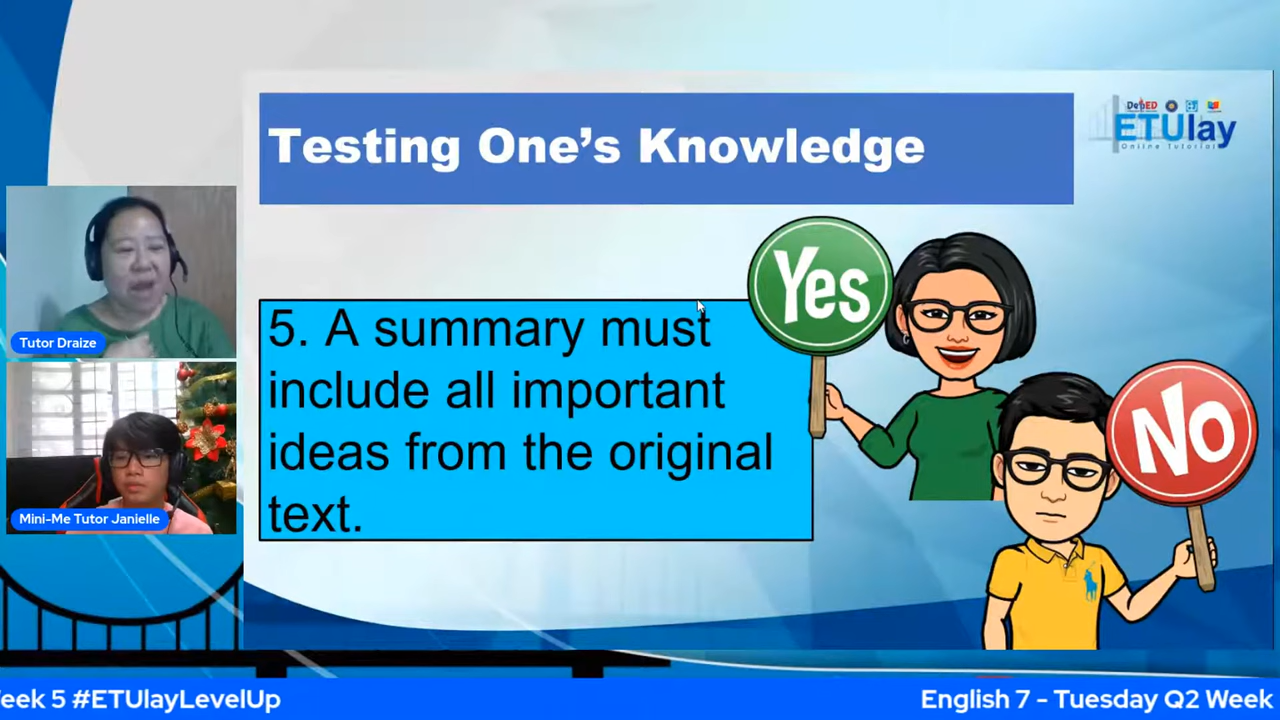 Testing One's Knowledge
DepED
ETUlay
Online Tutorial
Yes
5. A summary must
include all important
ideas from the original
text.
No
Tutor Draize
Mini-Me Tutor Janielle
eek 5 #ETUlayLevelUp
English 7 - Tuesday Q2 Week